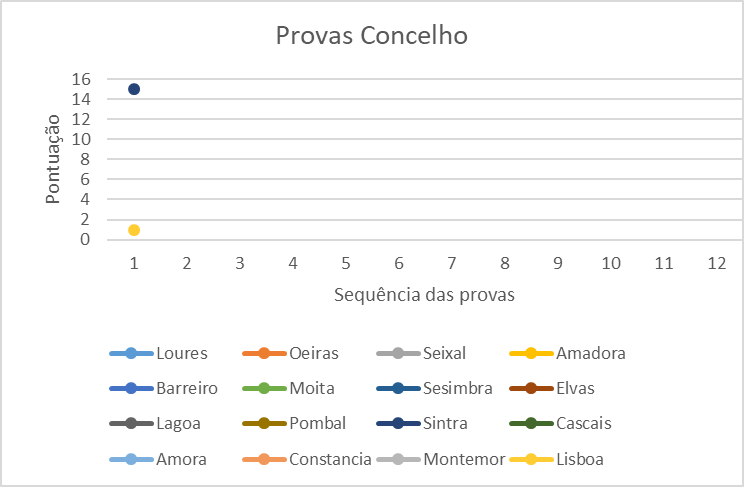 Provas Concelho
16
14
12
10
8
6
4
2
0
Pontuação
1 2 3 4 5 6 7 8 9 10 11 12
Sequência das provas
Loures Oeiras Seixal Amadora
Barreiro Moita Sesimbra Elvas
Lagoa Pombal Sintra Cascais
Amora Constancia Montemor Lisboa